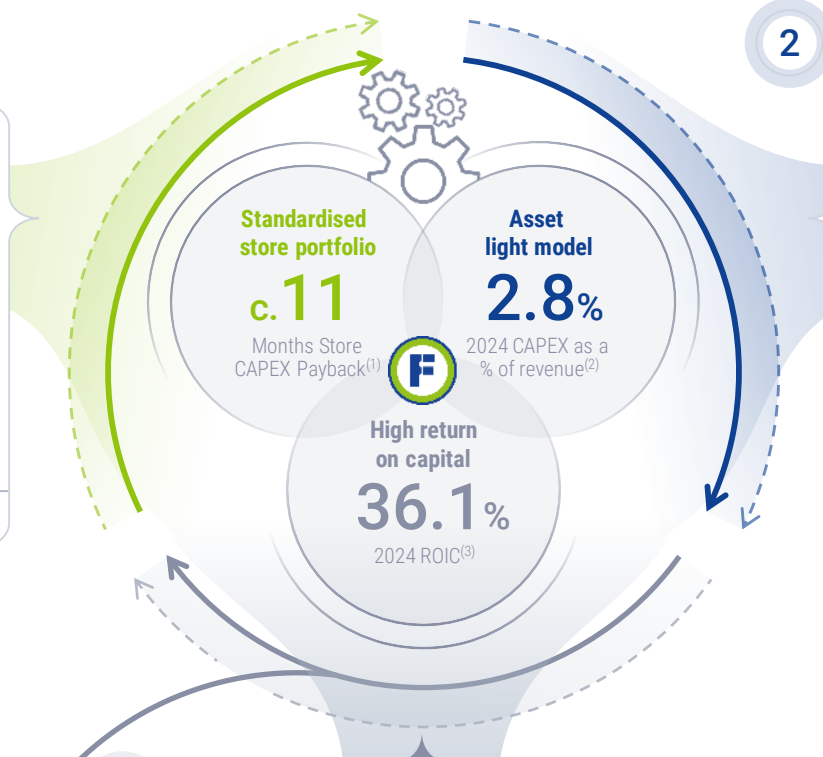 2
Standardised
store portfolio
c.11
Months Store
CAPEX Payback(1)
Asset
light model
2.8%
2024 CAPEX as a
% of revenue(2)
F
High return
on capital
36.1%
2024 ROIC(3)